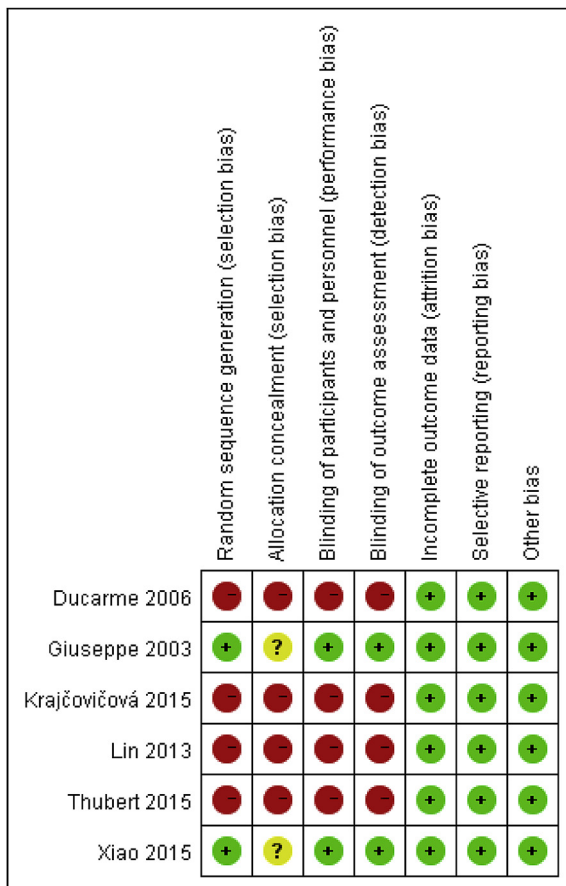 Random sequence generation (selection bias)
Allocation concealment (selection bias)
Blinding of participants and personnel (performance bias)
Blinding of outcome assessment (detection bias)
Incomplete outcome data (attrition bias)
Selective reporting (reporting bias)
Other bias
Ducarme 2006 - - - - + + +
Giuseppe 2003 + ? + + + + +
Krajčovičová 2015 - - - - + + +
Lin 2013 - - - - + + +
Thubert 2015 - - - - + + +
Xiao 2015 + ? + + + + +